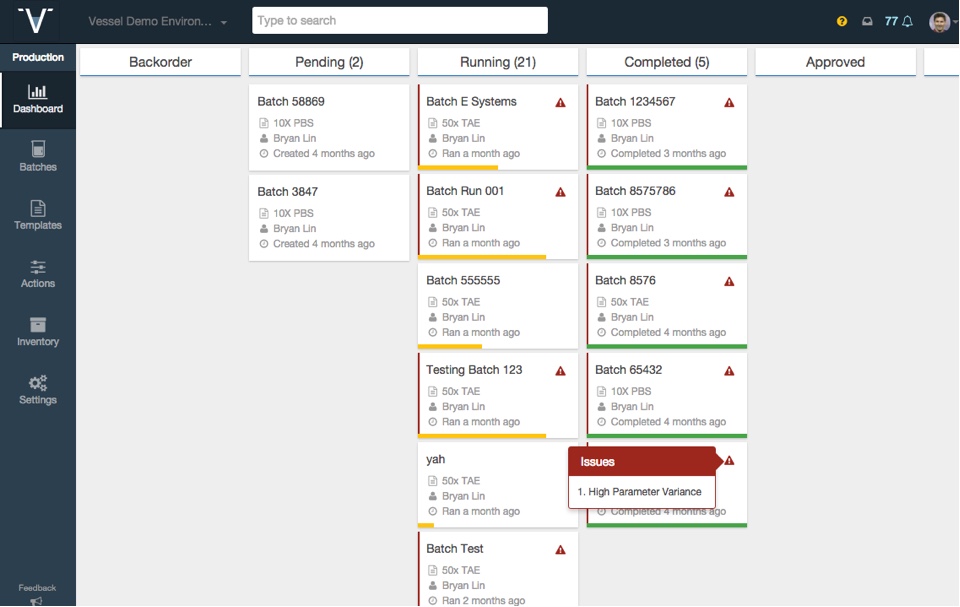 Vessel Demo Environ...
Type to search
?
77
Production
Dashboard
Batches
Templates
Actions
Inventory
Settings
Feedback
Backorder
Pending (2)
Batch 58869
10X PBS
Bryan Lin
Created 4 months ago
Batch 3847
10X PBS
Bryan Lin
Created 4 months ago
Running (21)
Batch E Systems
50x TAE
Bryan Lin
Ran a month ago
Batch Run 001
50x TAE
Bryan Lin
Ran a month ago
Batch 555555
50x TAE
Bryan Lin
Ran a month ago
Testing Batch 123
50x TAE
Bryan Lin
Ran a month ago
yah
50x TAE
Bryan Lin
Ran a month ago
Batch Test
50x TAE
Bryan Lin
Ran 2 months ago
Completed (5)
Batch 1234567
10X PBS
Bryan Lin
Completed 3 months ago
Batch 8575786
10X PBS
Bryan Lin
Completed 3 months ago
Batch 8576
50x TAE
Bryan Lin
Completed 4 months ago
Batch 65432
10X PBS
Bryan Lin
Completed 4 months ago
Issues
1. High Parameter Variance
Completed 4 months ago
Approved